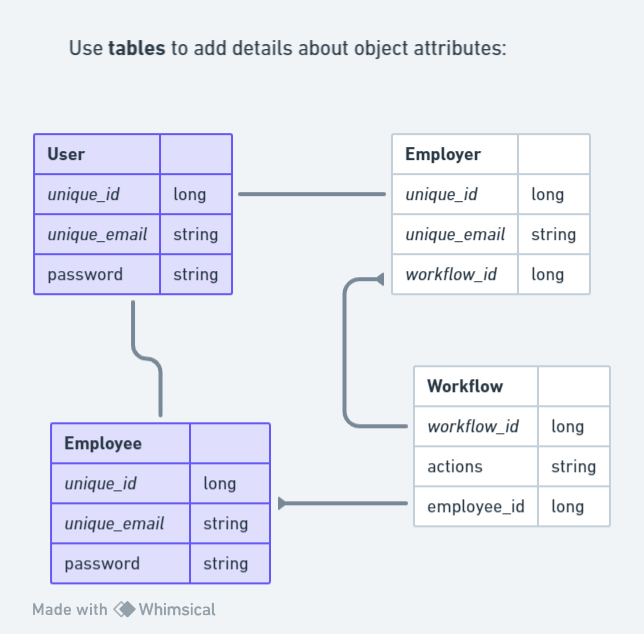 Use tables to add details about object attributes:
User
unique_id long
unique_email string
password string
Employer
unique_id long
unique_email string
workflow_id long
Employee
unique_id long
unique_email string
password string
Workflow
workflow_id long
actions string
employee_id long
Made with Whimsical